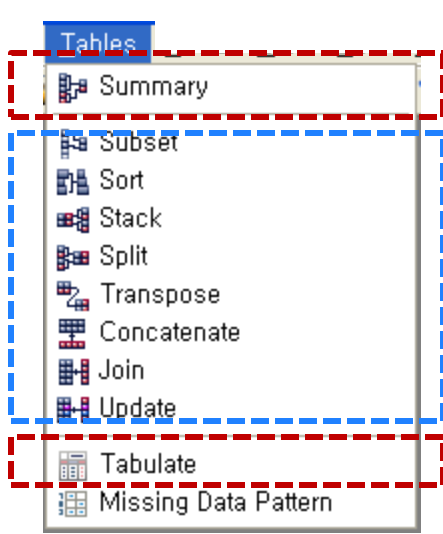 Tables
Summary
Subset
Sort
Stack
Split
Transpose
Concatenate
Join
Update
Tabulate
Missing Data Pattern